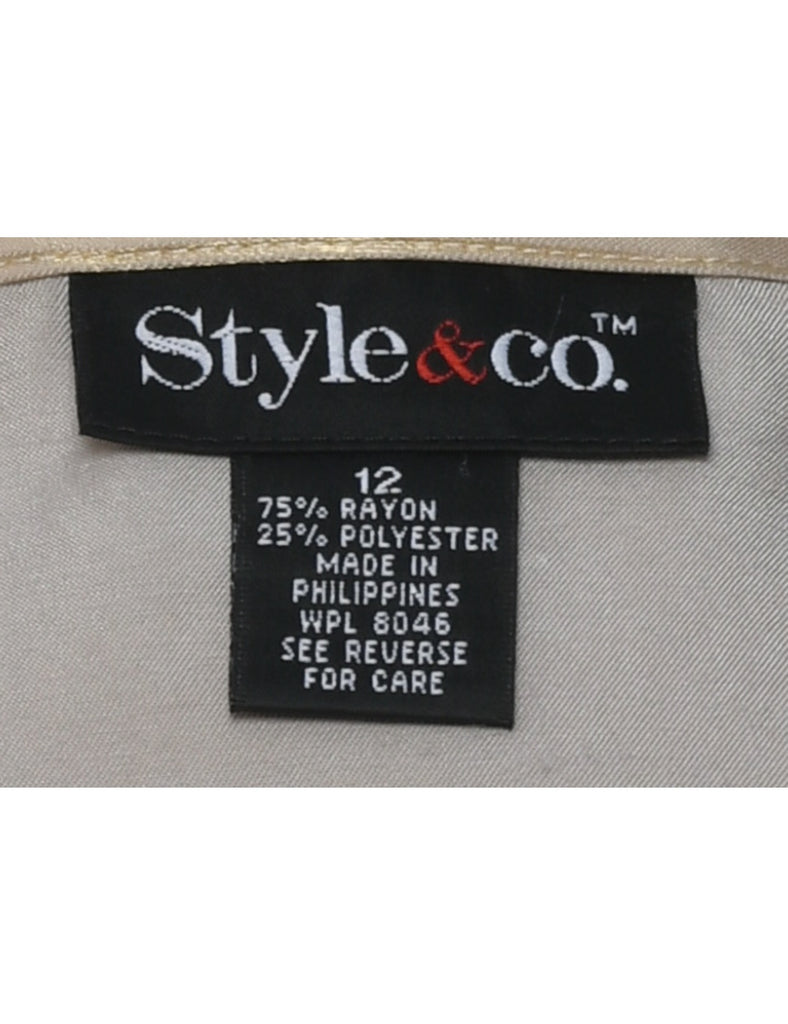 Style&co.™
12
75% RAYON
25% POLYESTER
MADE IN
PHILIPPINES
WPL 8046
SEE REVERSE
FOR CARE